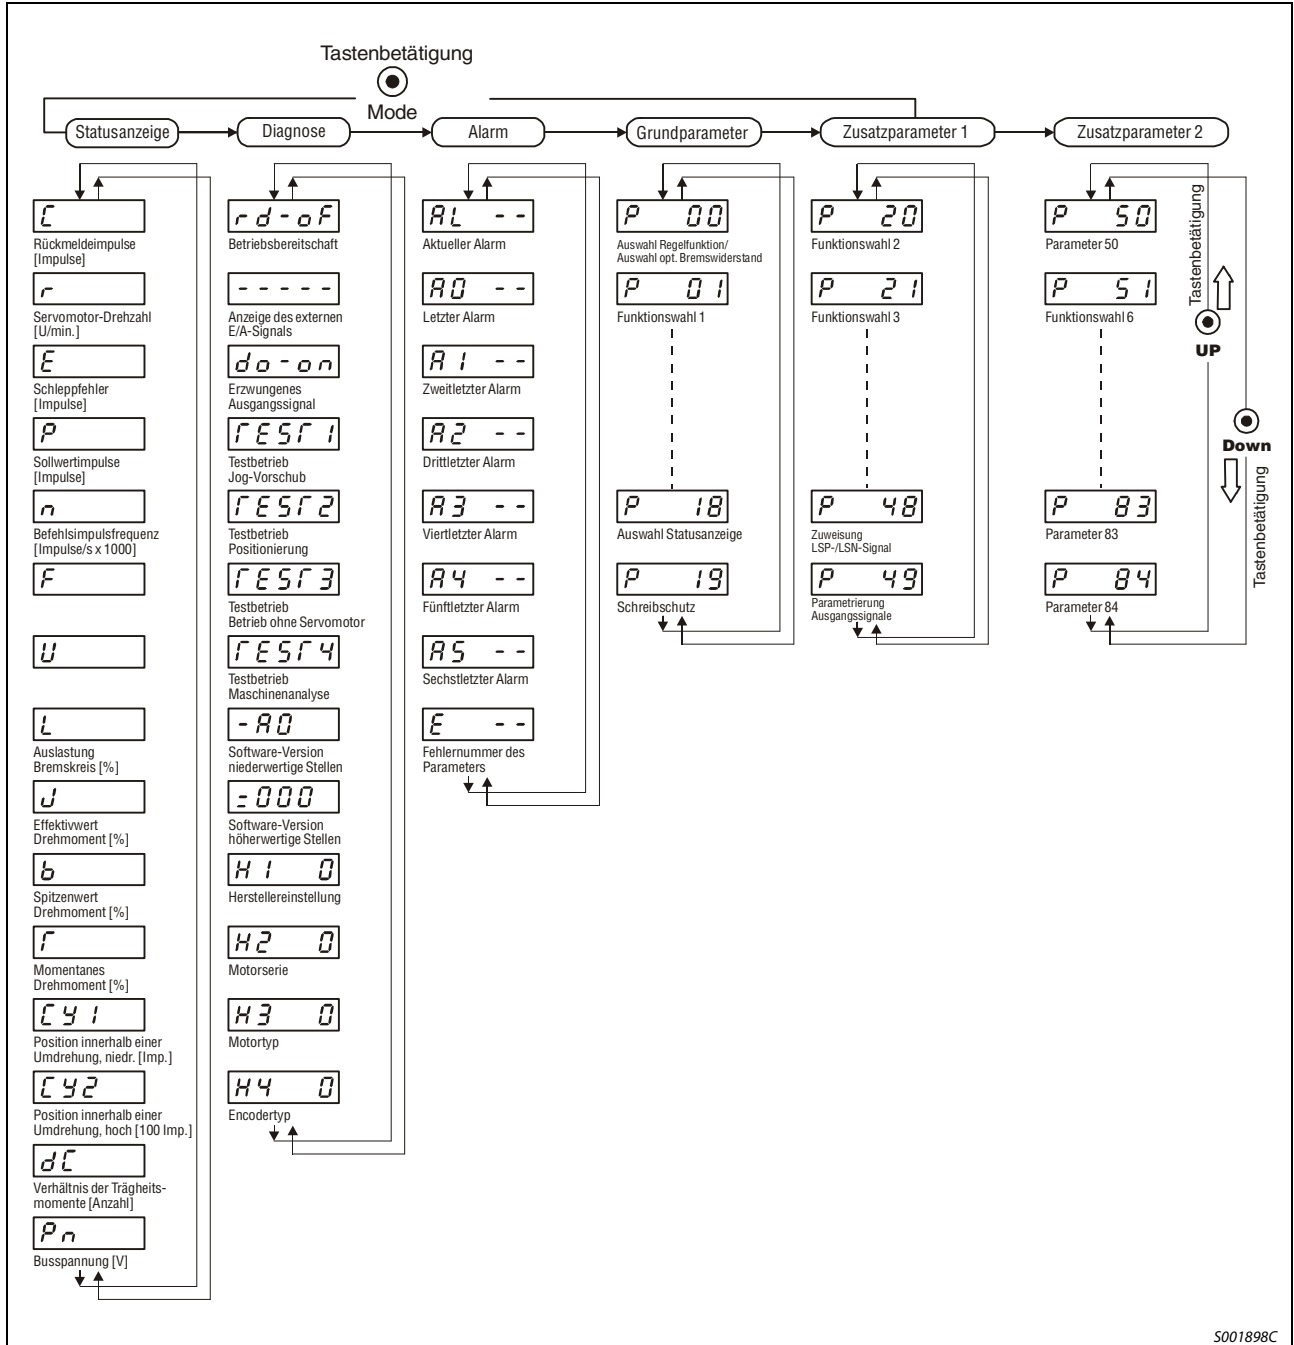 Tastenbetätigung
Mode
Statusanzeige
Diagnose
Alarm
Grundparameter
Zusatzparameter 1
Zusatzparameter 2
C
Rückmeldeimpulse
[Impulse]
r
Servomotor-Drehzahl
[U/min.]
E
Schleppfehler
[Impulse]
P
Sollwertimpulse
[Impulse]
n
Befehlsimpulsfrequenz
[Impulse/s x 1000]
F
U
L
Auslastung
Bremskreis [%]
J
Effektivwert
Drehmoment [%]
b
Spitzenwert
Drehmoment [%]
T
Momentanes
Drehmoment [%]
Cy1
Position innerhalb einer
Umdrehung, niedr. [Imp.]
Cy2
Position innerhalb einer
Umdrehung, hoch [100 Imp.]
dC
Verhältnis der Trägheits-
momente [Anzahl]
Pn
Busspannung [V]
rd-oF
Betriebsbereitschaft
- - - - -
Anzeige des externen
E/A-Signals
do-on
Erzwungenes
Ausgangssignal
TEST1
Testbetrieb
Jog-Vorschub
TEST2
Testbetrieb
Positionierung
TEST3
Testbetrieb
Betrieb ohne Servomotor
TEST4
Testbetrieb
Maschinenanalyse
-A0
Software-Version
niederwertige Stellen
=000
Software-Version
höherwertige Stellen
H1 0
Herstellereinstellung
H2 0
Motorserie
H3 0
Motortyp
H4 0
Encodertyp
AL --
Aktueller Alarm
A0 --
Letzter Alarm
A1 --
Zweitletzter Alarm
A2 --
Drittletzter Alarm
A3 --
Viertletzter Alarm
A4 --
Fünftletzter Alarm
A5 --
Sechstletzter Alarm
E --
Fehlernummer des
Parameters
P 00
Auswahl Regelfunktion/
Auswahl opt. Bremswiderstand
P 01
Funktionswahl 1
P 18
Auswahl Statusanzeige
P 19
Schreibschutz
P 20
Funktionswahl 2
P 21
Funktionswahl 3
P 48
Zuweisung
LSP-/LSN-Signal
P 49
Parametrierung
Ausgangssignale
P 50
Parameter 50
P 51
Funktionswahl 6
P 83
Parameter 83
P 84
Parameter 84
Tastenbetätigung
UP
Down
Tastenbetätigung
S001898C